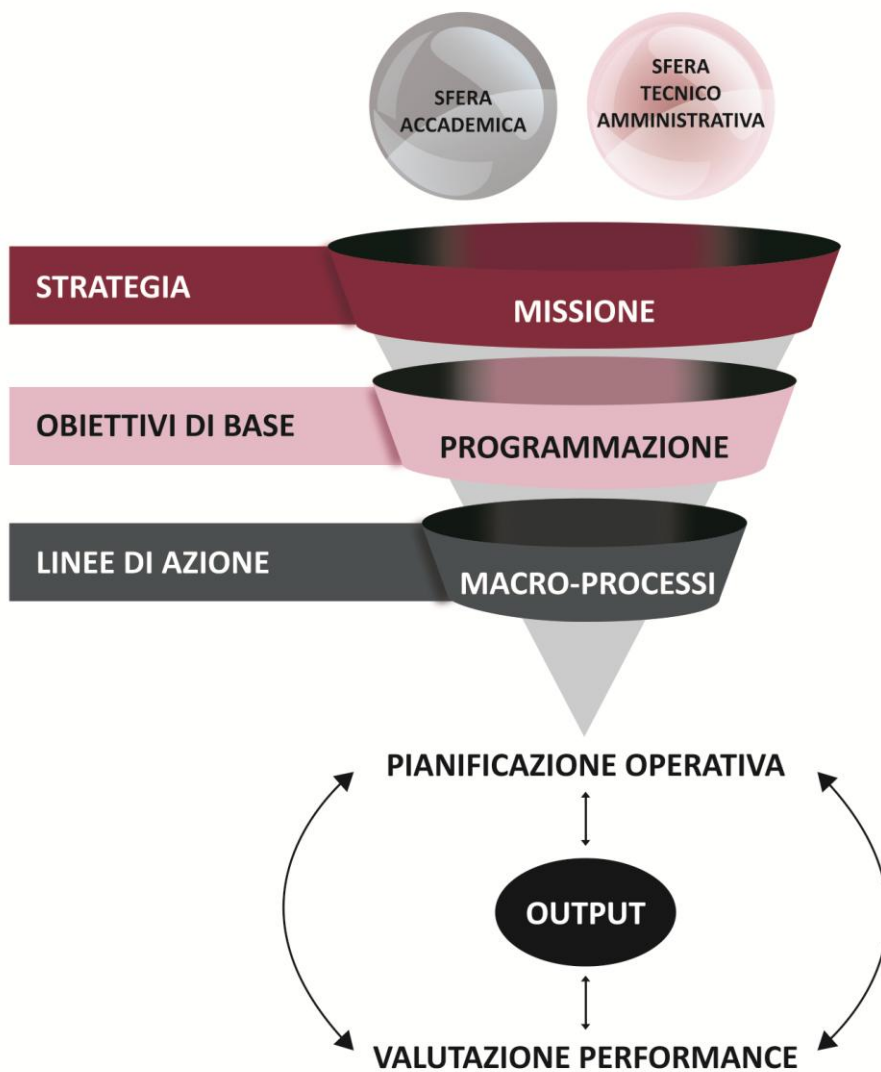 SFERA
ACCADEMICA
SFERA
TECNICO
AMMINISTRATIVA
STRATEGIA
MISSIONE
OBIETTIVI DI BASE
PROGRAMMAZIONE
LINEE DI AZIONE
MACRO-PROCESSI
PIANIFICAZIONE OPERATIVA
OUTPUT
VALUTAZIONE PERFORMANCE